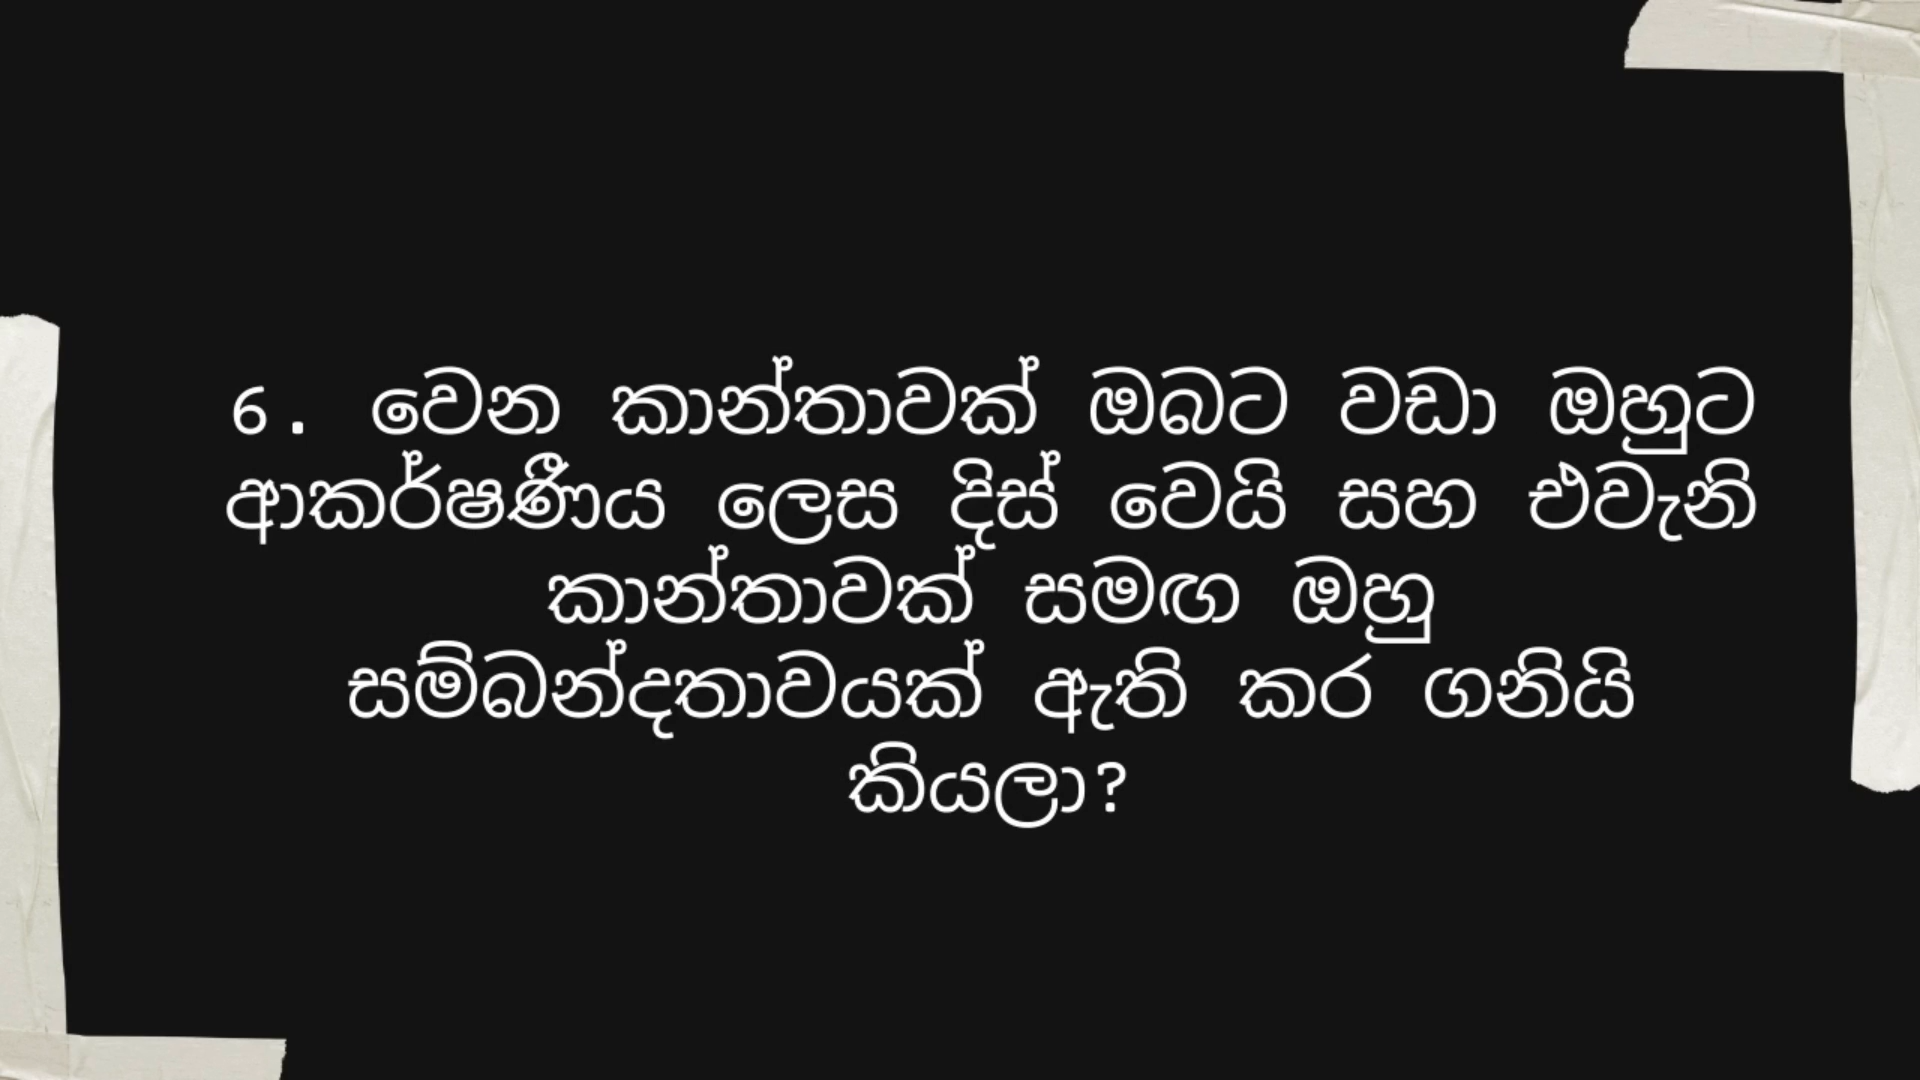 6. වෙන කාන්තාවක් ඔබට වඩා ඔහුට
ආකර්ෂණීය ලෙස දිස් වෙයි සහ එවැනි
කාන්තාවක් සමඟ ඔහු
සම්බන්දතාවයක් ඇති කර ගනියි
කියලා?